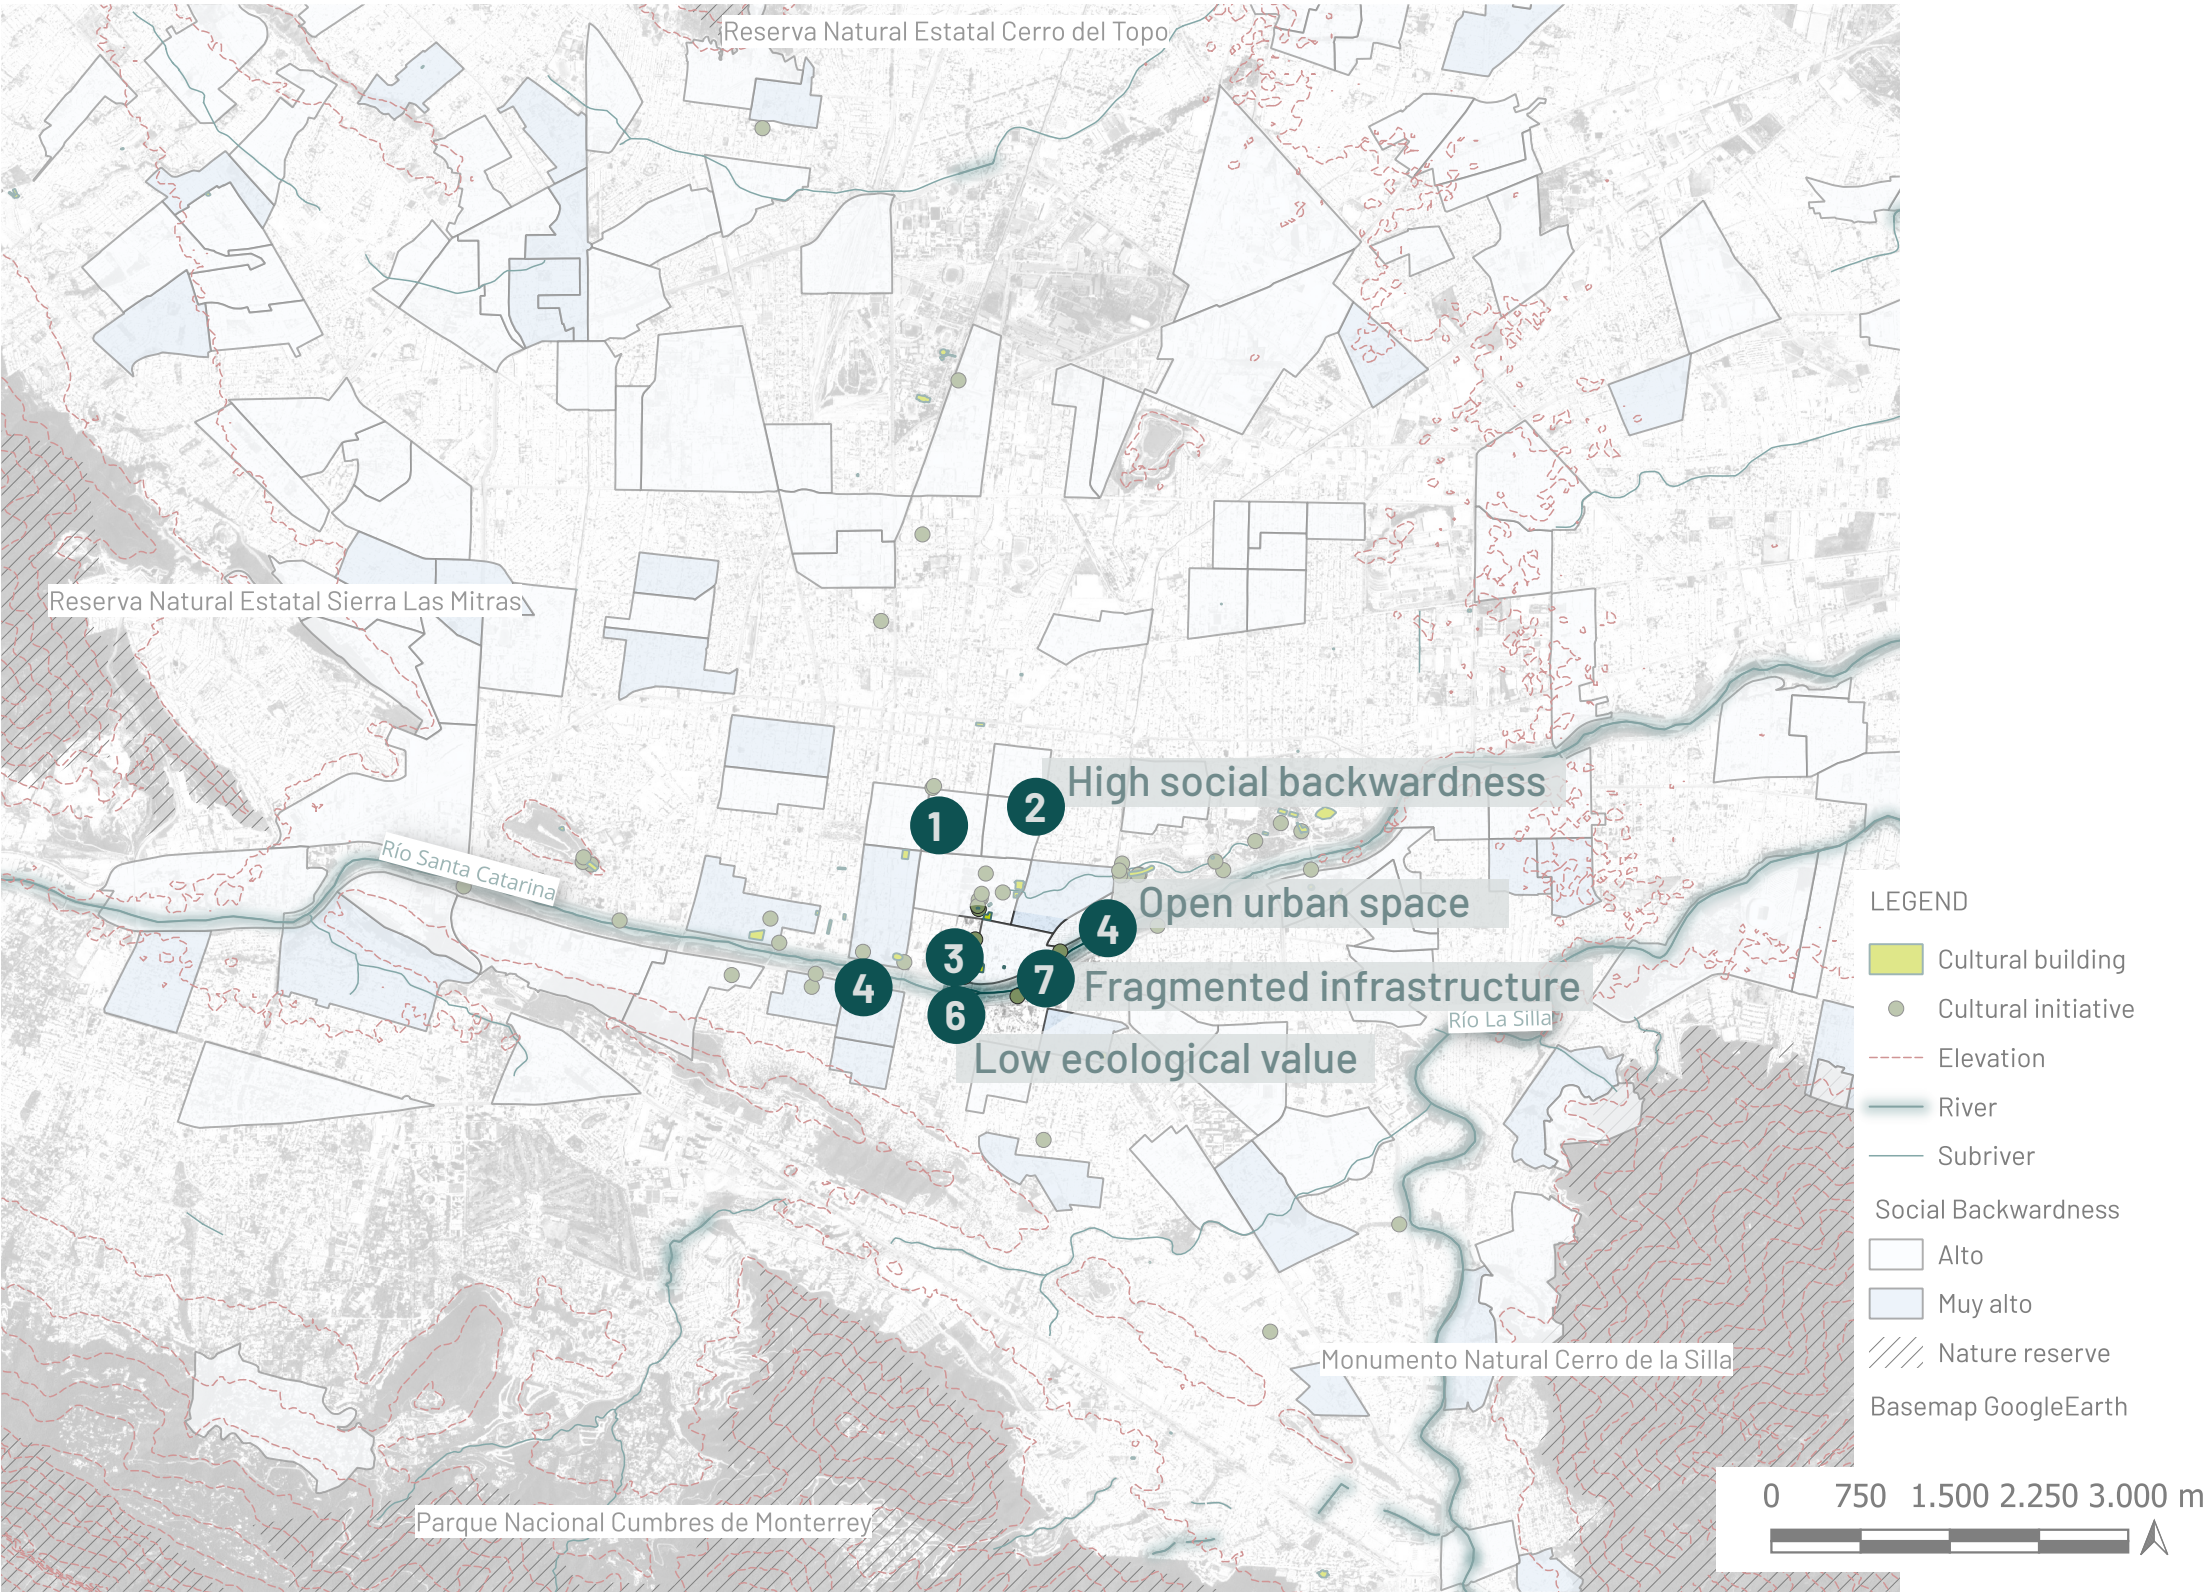 Reserva Natural Estatal Cerro del Topo
Reserva Natural Estatal Sierra Las Mitras
High social backwardness
2
1
Río Santa Catarina
Open urban space
4
3
7
4
Fragmented infrastructure
6
Río La Silla
Low ecological value
Monumento Natural Cerro de la Silla
Parque Nacional Cumbres de Monterrey
LEGEND
Cultural building
Cultural initiative
Elevation
River
Subriver
Social Backwardness
Alto
Muy alto
Nature reserve
Basemap GoogleEarth
0 750 1.500 2.250 3.000 m